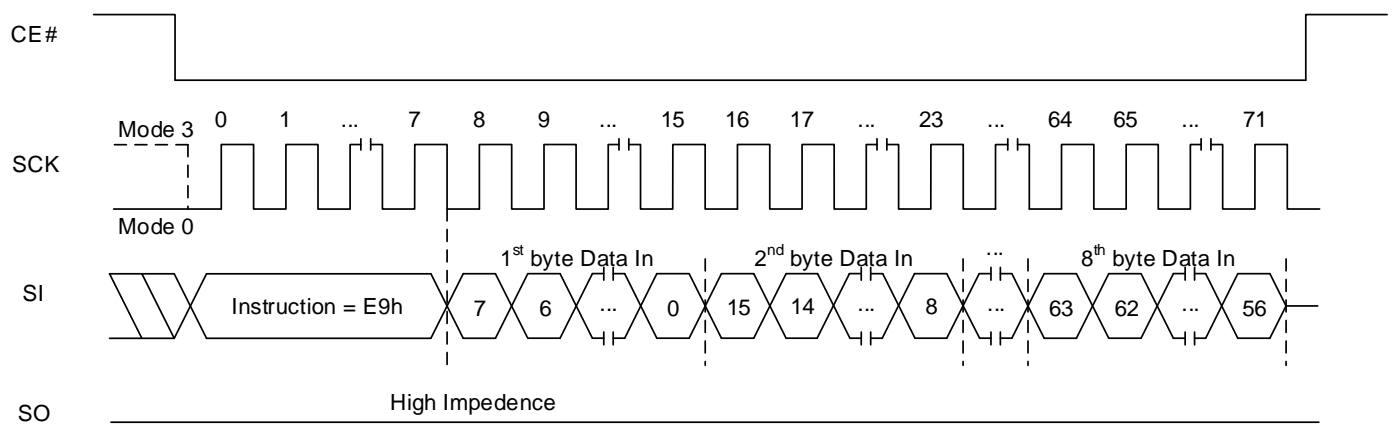 CE#
Mode 3
0 1 ... 7 8 9 ... 15 16 17 ... 23 ... 64 65 ... 71
SCK
Mode 0
1st byte Data In 2nd byte Data In ... 8th byte Data In
SI
Instruction = E9h 7 6 ... 0 15 14 ... 8 ... 63 62 ... 56
High Impedence
SO